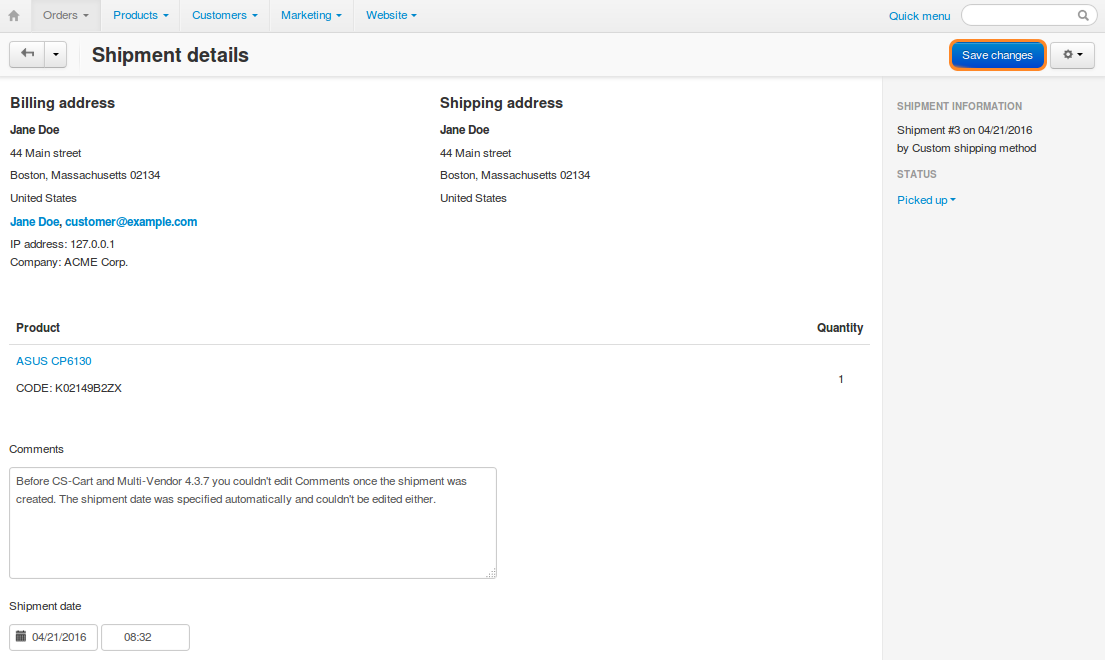 Orders Products Customers Marketing Website Quick menu
Shipment details Save changes
Billing address
Jane Doe
44 Main street
Boston, Massachusetts 02134
United States
Jane Doe, customer@example.com
IP address: 127.0.0.1
Company: ACME Corp.
Shipping address
Jane Doe
44 Main street
Boston, Massachusetts 02134
United States
SHIPMENT INFORMATION
Shipment #3 on 04/21/2016
by Custom shipping method
STATUS
Picked up
Product Quantity
ASUS CP6130
CODE: K02149B2ZX
1
Comments
Before CS-Cart and Multi-Vendor 4.3.7 you couldn't edit Comments once the shipment was
created. The shipment date was specified automatically and couldn't be edited either.
Shipment date
04/21/2016 08:32